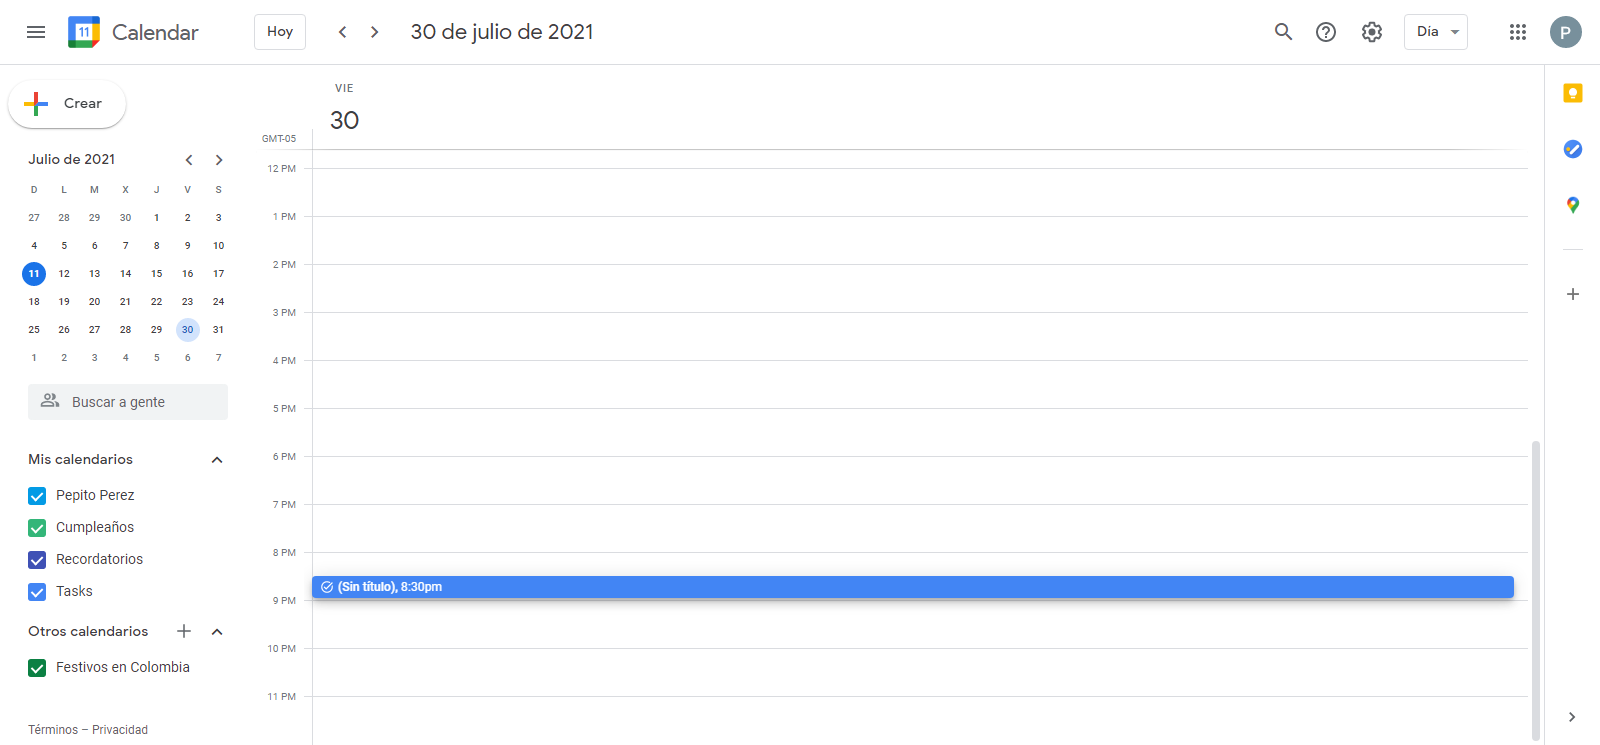 11 Calendar Hoy 30 de julio de 2021 Día P
Crear
Julio de 2021
D L M X J V S
27 28 29 30 1 2 3
4 5 6 7 8 9 10
11 12 13 14 15 16 17
18 19 20 21 22 23 24
25 26 27 28 29 30 31
1 2 3 4 5 6 7
Buscar a gente
Mis calendarios
Pepito Perez
Cumpleaños
Recordatorios
Tasks
Otros calendarios
Festivos en Colombia
Términos – Privacidad
VIE
30
GMT-05
12 PM
1 PM
2 PM
3 PM
4 PM
5 PM
6 PM
7 PM
8 PM
(Sin título), 8:30pm
9 PM
10 PM
11 PM